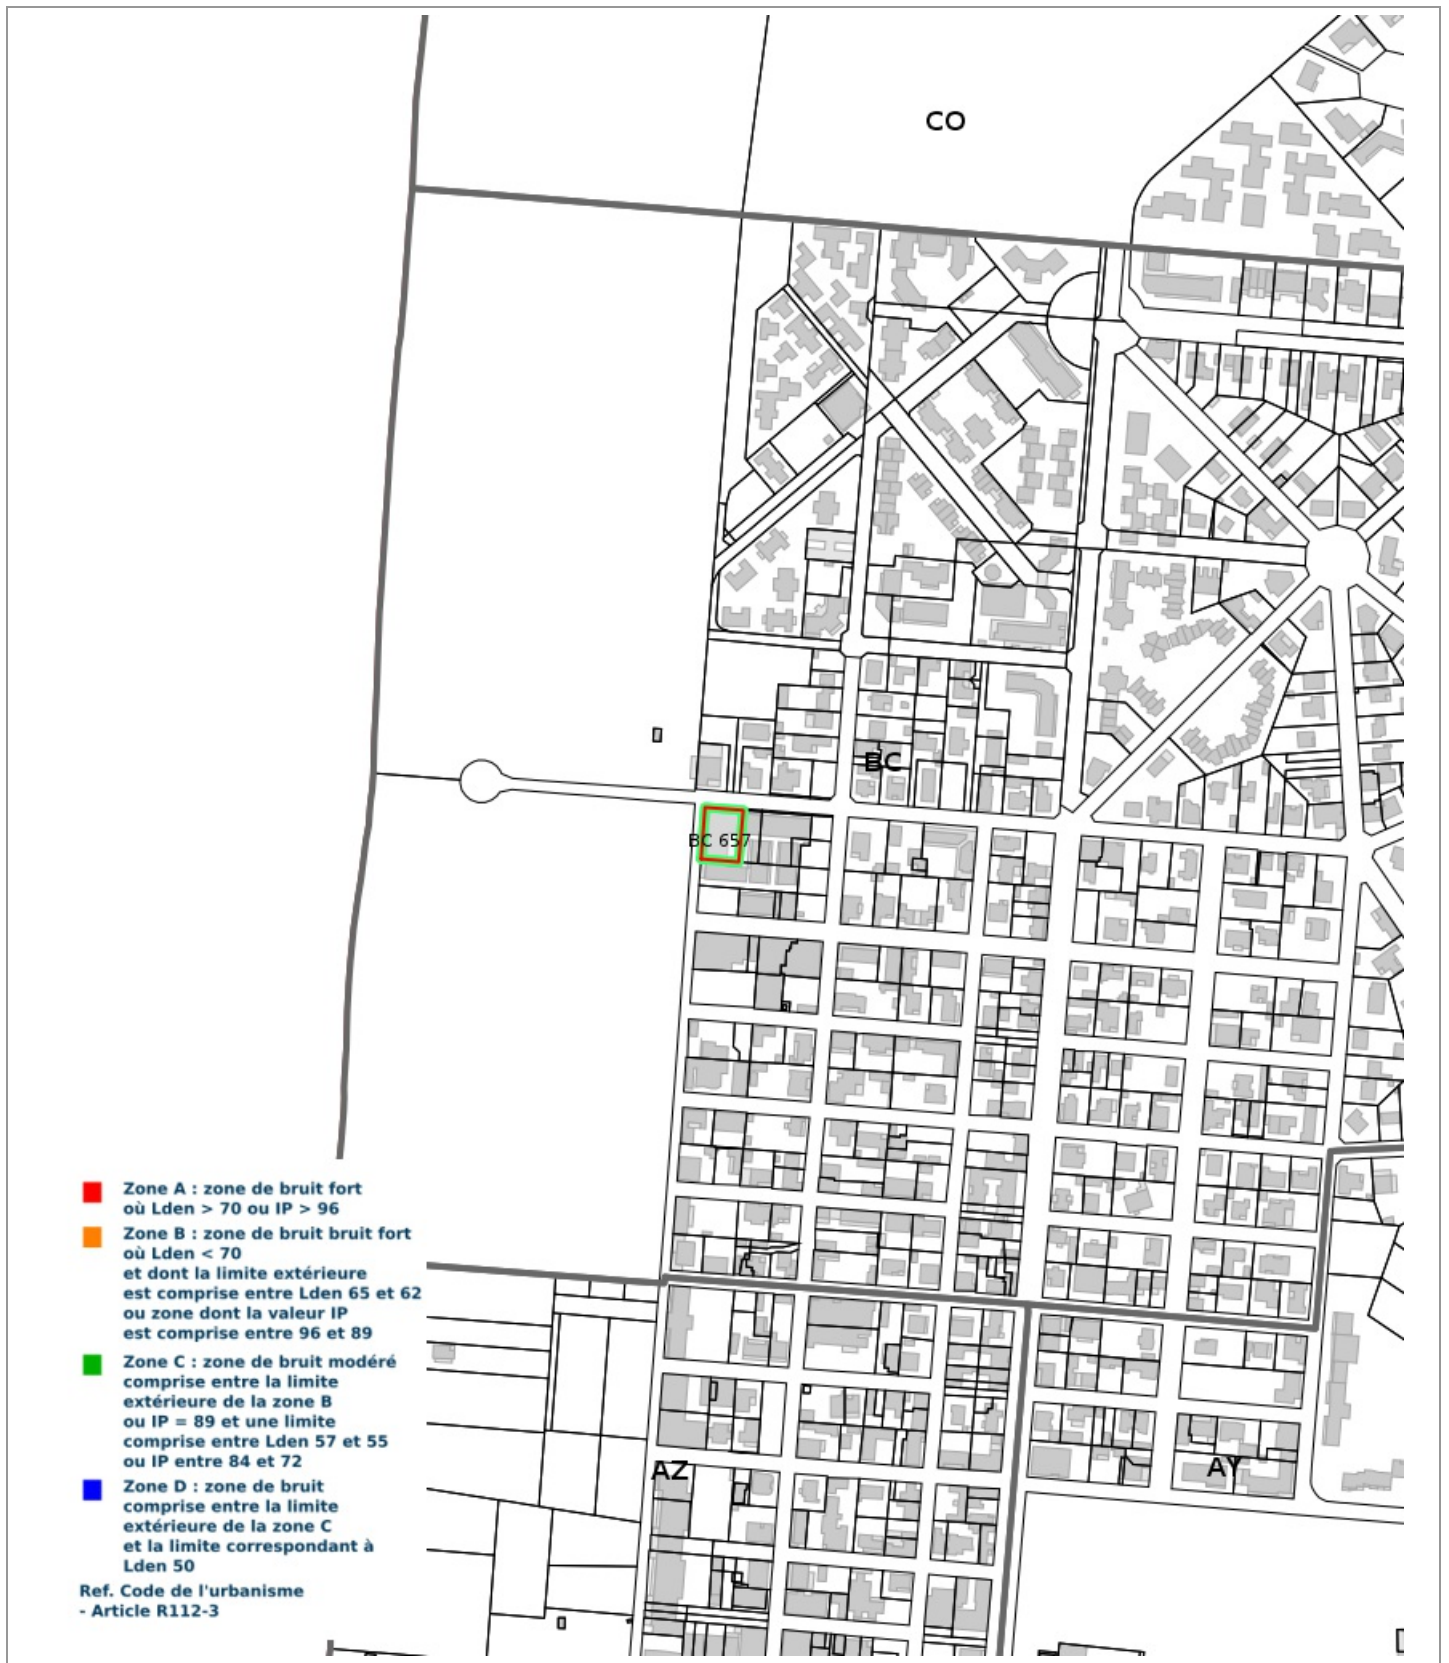 CO
BC
BC 657
Zone A : zone de bruit fort
où Lden > 70 ou IP > 96
Zone B : zone de bruit bruit fort
où Lden < 70
et dont la limite extérieure
est comprise entre Lden 65 et 62
ou zone dont la valeur IP
est comprise entre 96 et 89
Zone C : zone de bruit modéré
comprise entre la limite
extérieure de la zone B
ou IP = 89 et une limite
comprise entre Lden 57 et 55
ou IP entre 84 et 72
Zone D : zone de bruit
comprise entre la limite
extérieure de la zone C
et la limite correspondant à
Lden 50
Ref. Code de l'urbanisme
- Article R112-3
AZ
AY